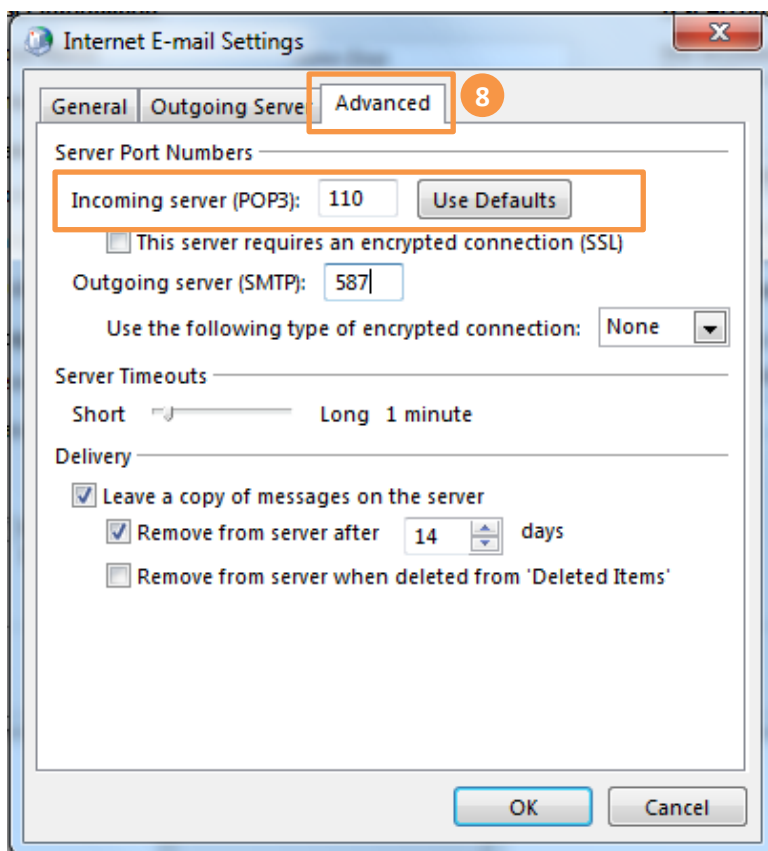 Internet E-mail Settings
General Outgoing Server Advanced 8
Server Port Numbers
Incoming server (POP3): 110 Use Defaults
This server requires an encrypted connection (SSL)
Outgoing server (SMTP): 587
Use the following type of encrypted connection: None
Server Timeouts
Short Long 1 minute
Delivery
Leave a copy of messages on the server
Remove from server after 14 days
Remove from server when deleted from 'Deleted Items'
OK Cancel